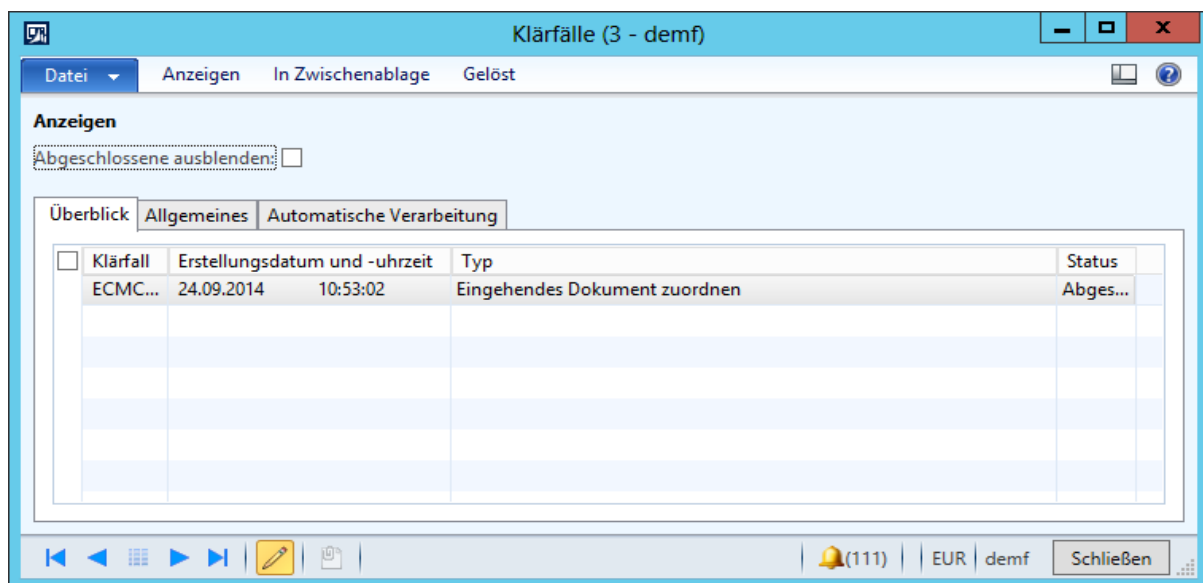 Klärfälle (3 - demf)
Datei Anzeigen In Zwischenablage Gelöst
Anzeigen
Abgeschlossene ausblenden:
Überblick Allgemeines Automatische Verarbeitung
Klärfall Erstellungsdatum und -uhrzeit Typ Status
ECMC... 24.09.2014 10:53:02 Eingehendes Dokument zuordnen Abges...
(111) EUR demf Schließen